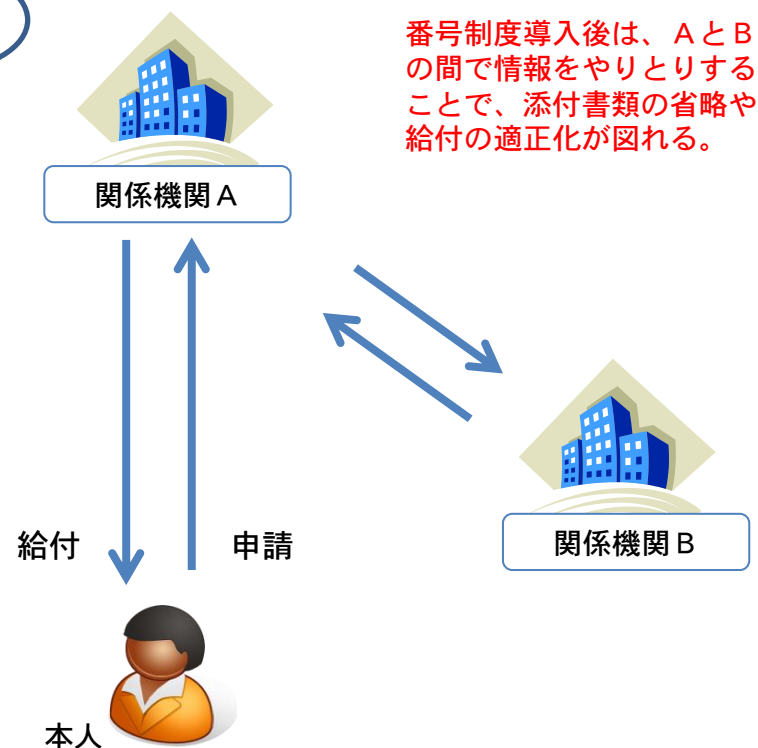 番号制度導入後は、ＡとＢ
の間で情報をやりとりする
ことで、添付書類の省略や
給付の適正化が図れる。
関係機関Ａ
関係機関Ｂ
給付
申請
本人